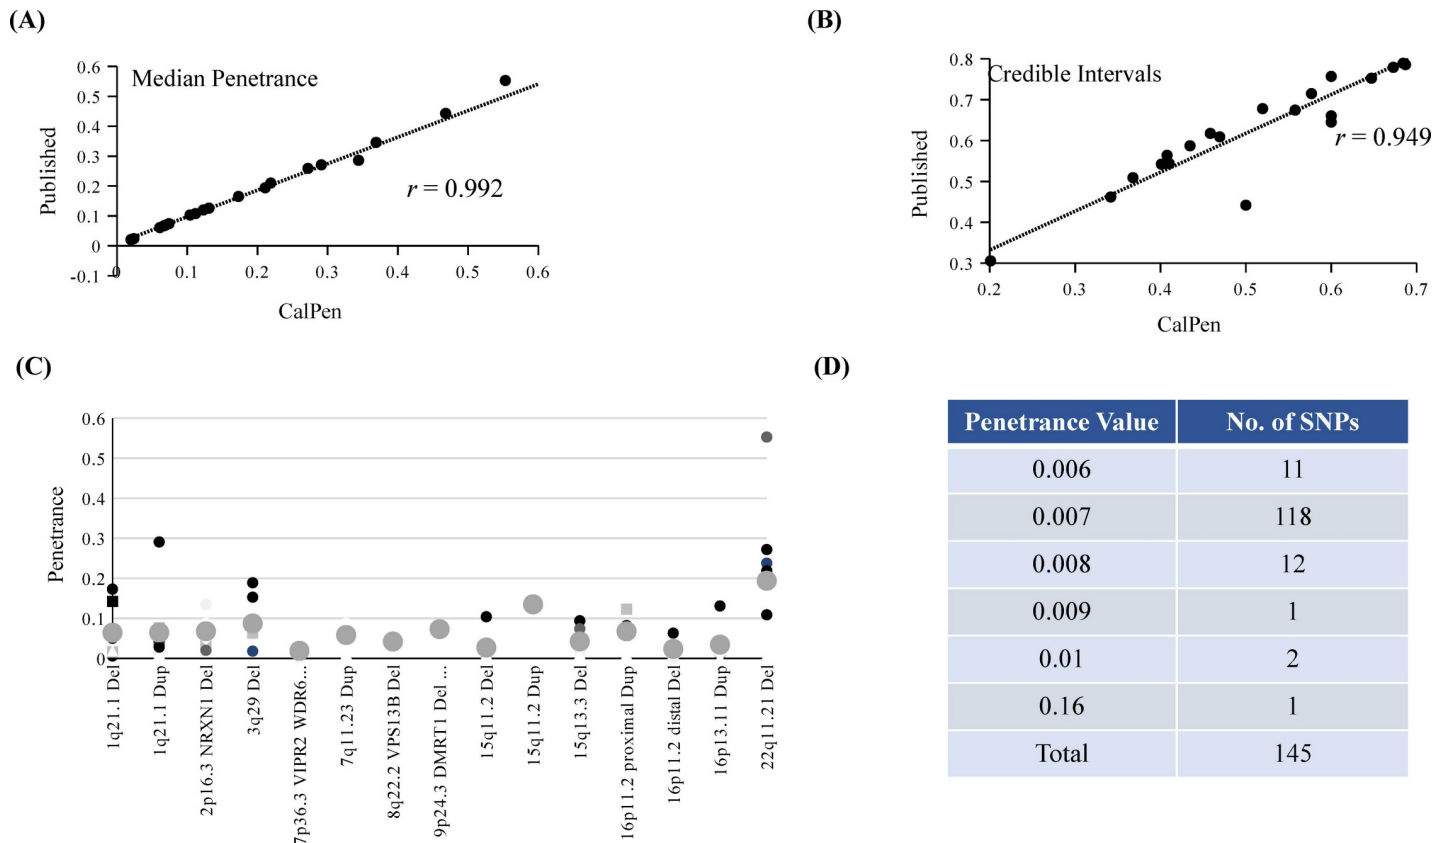 (A)
Median Penetrance
0.6
0.5
0.4
0.3
0.2
0.1
0
-0.1
Published
r = 0.992
0 0.1 0.2 0.3 0.4 0.5 0.6
CalPen
(B)
Credible Intervals
0.8
0.7
0.6
0.5
0.4
0.3
Published
r = 0.949
0.2 0.3 0.4 0.5 0.6 0.7
CalPen
(C)
0.6
0.5
0.4
0.3
0.2
0.1
0
Penetrance
1q21.1 Del
1q21.1 Dup
2p16.3 NRXN1 Del
3q29 Del
7p36.3 VIPR2 WDR6...
7q11.23 Dup
8q22.2 VPS13B Del
9p24.3 DMRT1 Del ...
15q11.2 Del
15q11.2 Dup
15q13.3 Del
16p11.2 proximal Dup
16p11.2 distal Del
16p13.11 Dup
22q11.21 Del
(D)
Penetrance Value No. of SNPs
0.006 11
0.007 118
0.008 12
0.009 1
0.01 2
0.16 1
Total 145